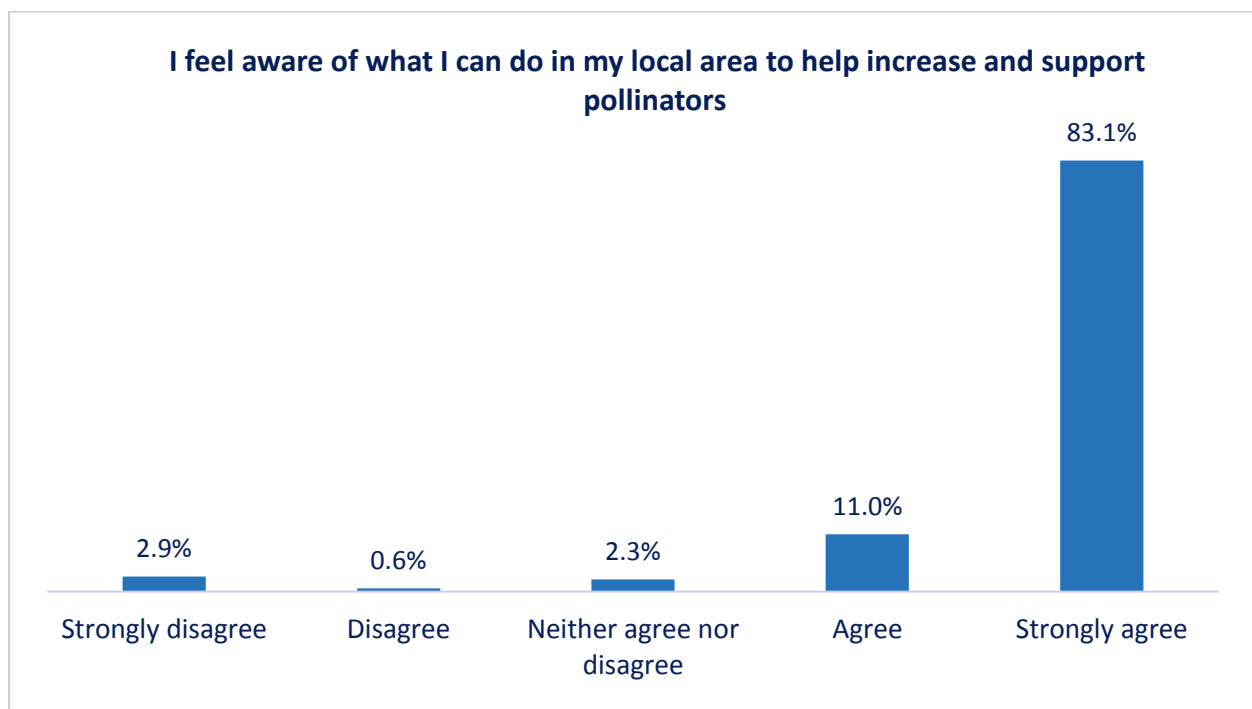 I feel aware of what I can do in my local area to help increase and support
pollinators
83.1%
11.0%
2.9%
2.3%
0.6%
Strongly disagree
Disagree
Neither agree nor
disagree
Agree
Strongly agree